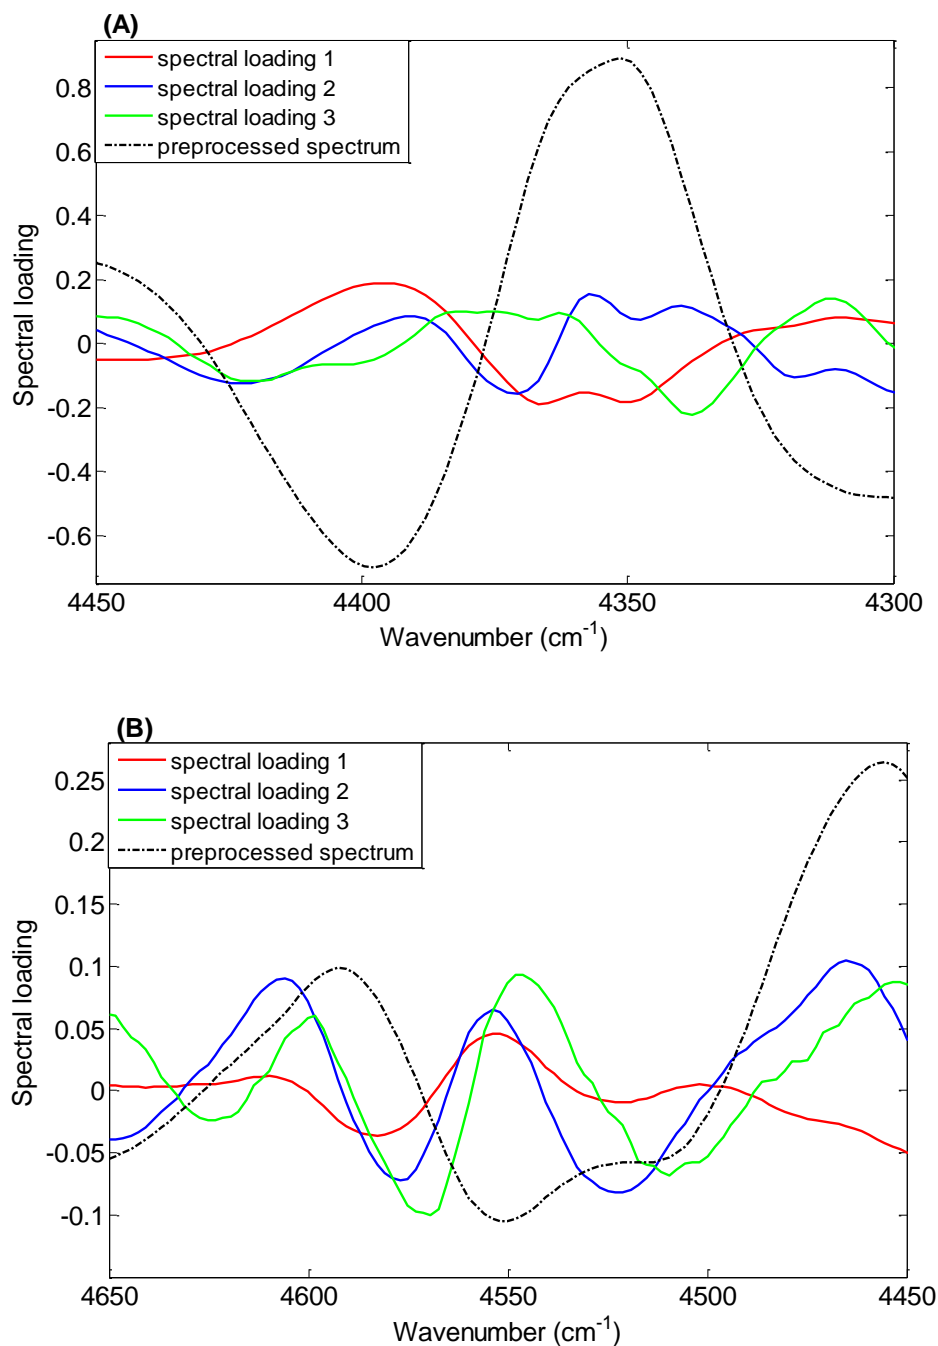 (A)
spectral loading 1
spectral loading 2
spectral loading 3
preprocessed spectrum
0.8
0.6
0.4
0.2
0
-0.2
-0.4
-0.6
Spectral loading
4450 4400 4350 4300
Wavenumber (cm-1)
(B)
spectral loading 1
spectral loading 2
spectral loading 3
preprocessed spectrum
0.25
0.2
0.15
0.1
0.05
0
-0.05
-0.1
Spectral loading
4650 4600 4550 4500 4450
Wavenumber (cm-1)